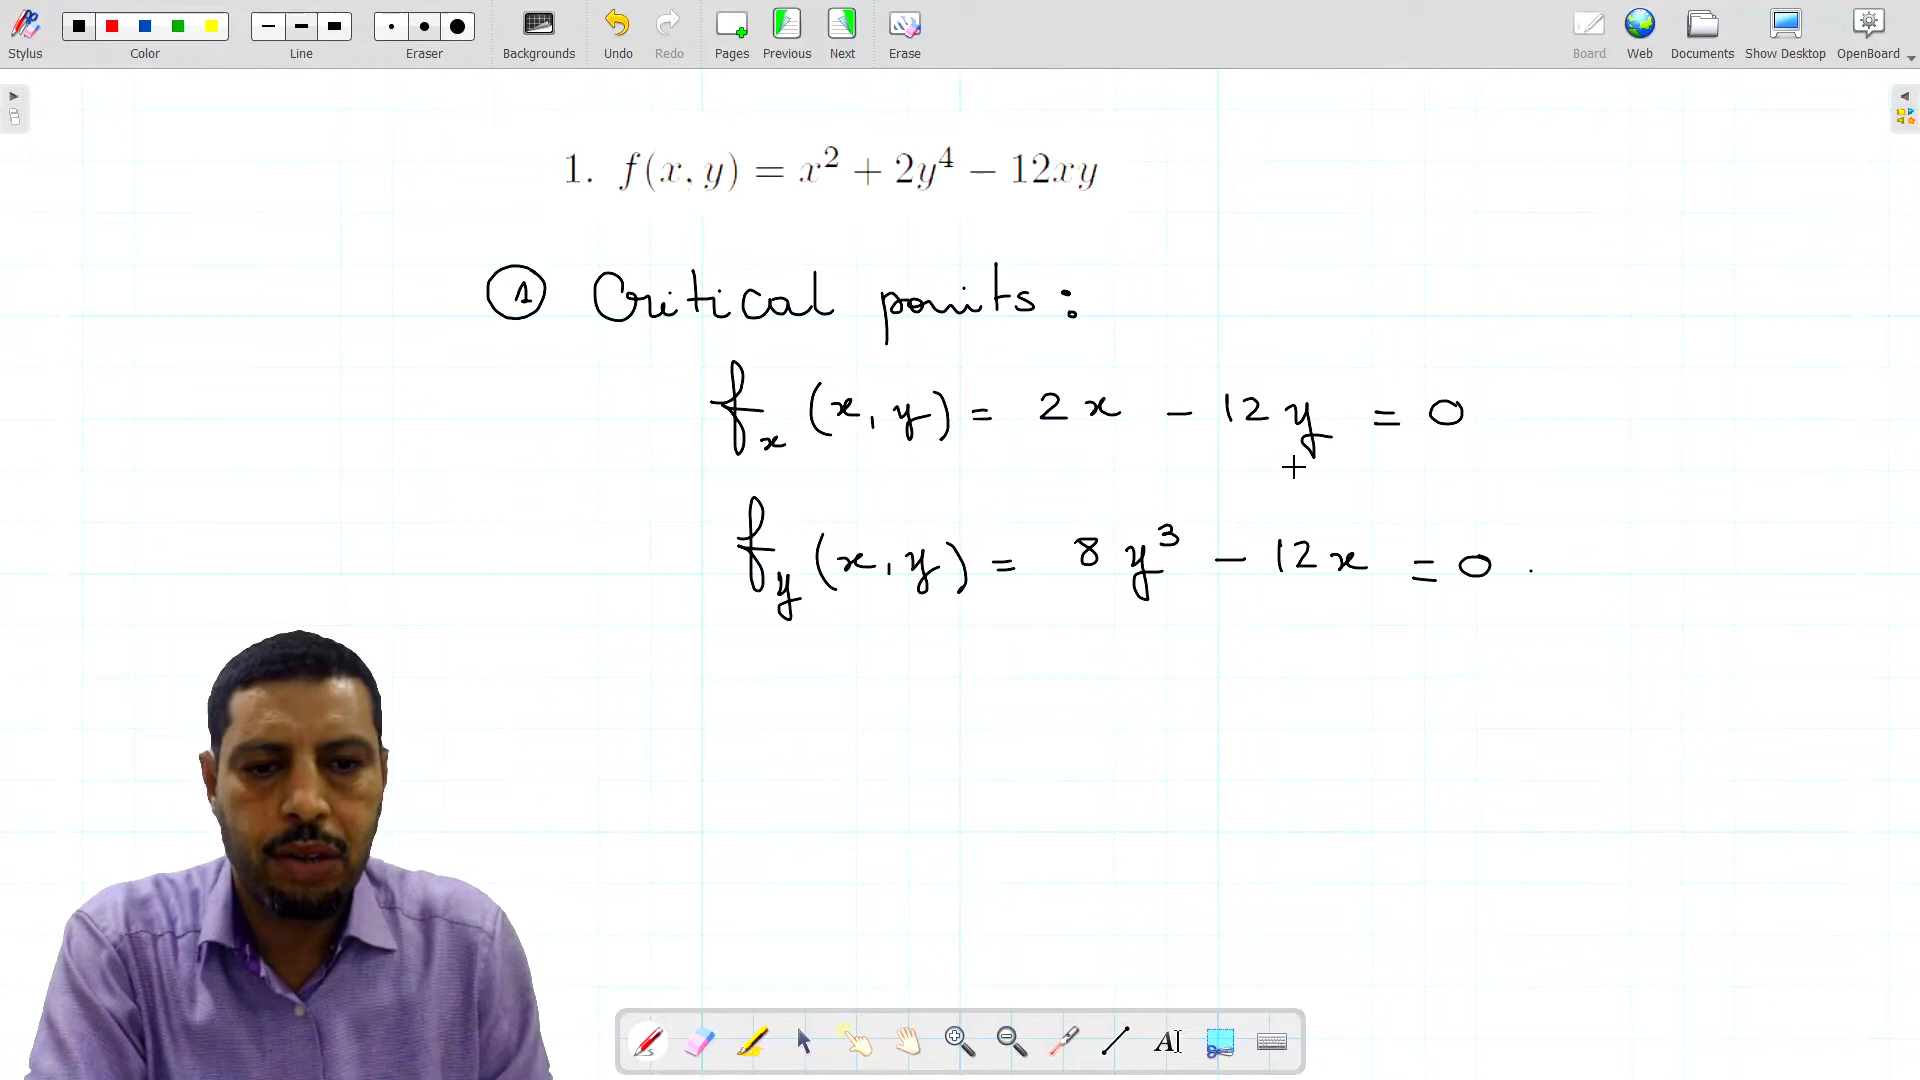 Stylus Color Line Eraser Backgrounds Undo Redo Pages Previous Next Erase Board Web Documents Show Desktop OpenBoard
1. f(x, y) = x² + 2y⁴ − 12xy
① Critical points:
fₓ (x, y) = 2x − 12y = 0
f_y (x, y) = 8y³ − 12x = 0 .
AI